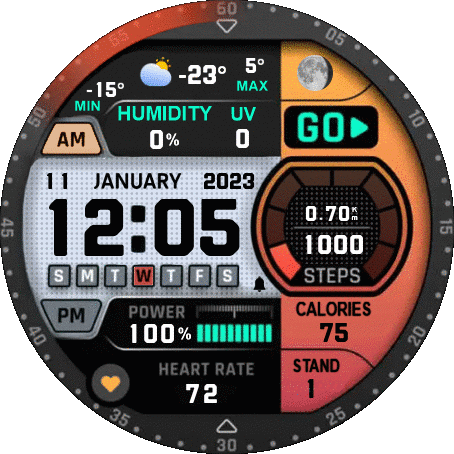 60
55
05
50
10
45
15
40
20
35
25
30
-15°
MIN
-23°
5°
MAX
HUMIDITY UV
0% 0
GO
AM
11 JANUARY 2023
12:05
S M T W T F S
0.70 Km
1000
STEPS
PM
POWER
100%
CALORIES
75
HEART RATE
72
STAND
1